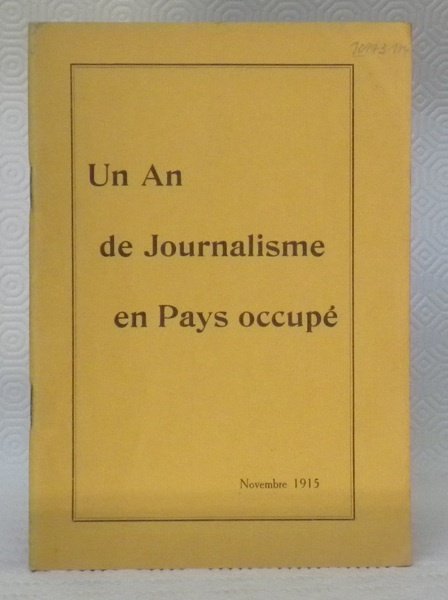 Un An
de Journalisme
en Pays occupé
Novembre 1915